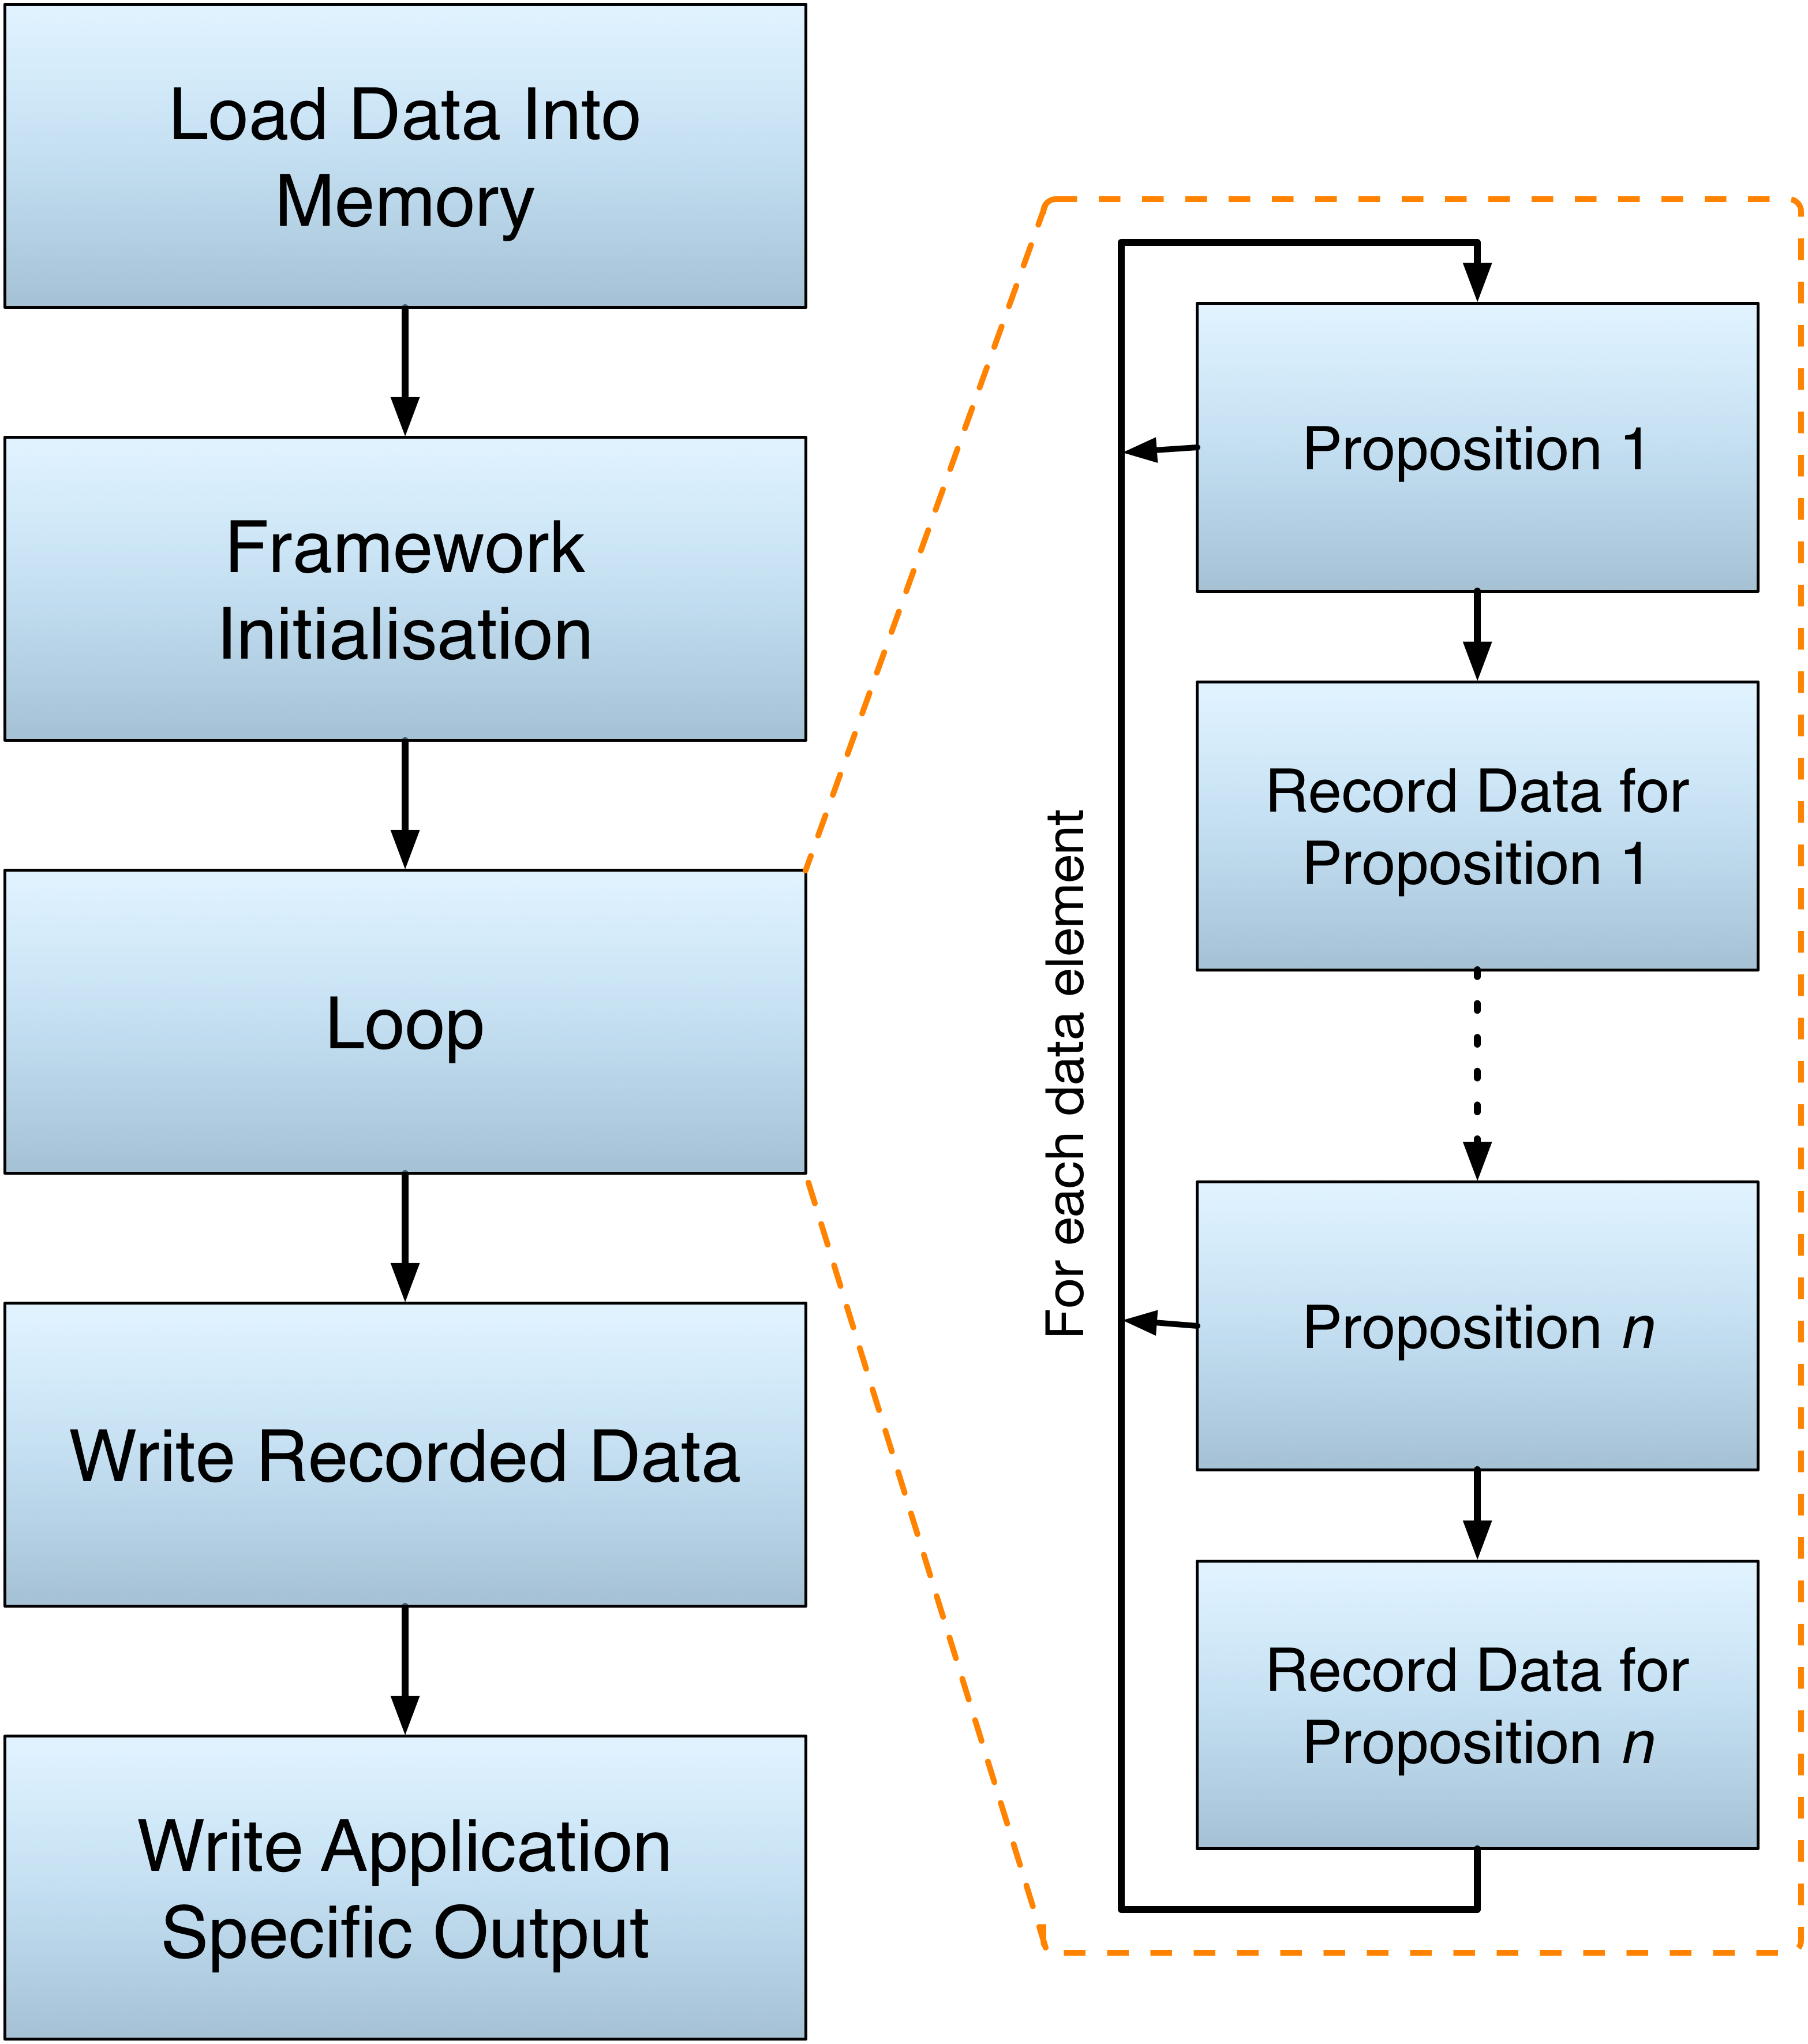 Load Data Into
Memory
Framework
Initialisation
Loop
Write Recorded Data
Write Application
Specific Output
For each data element
Proposition 1
Record Data for
Proposition 1
Proposition n
Record Data for
Proposition n